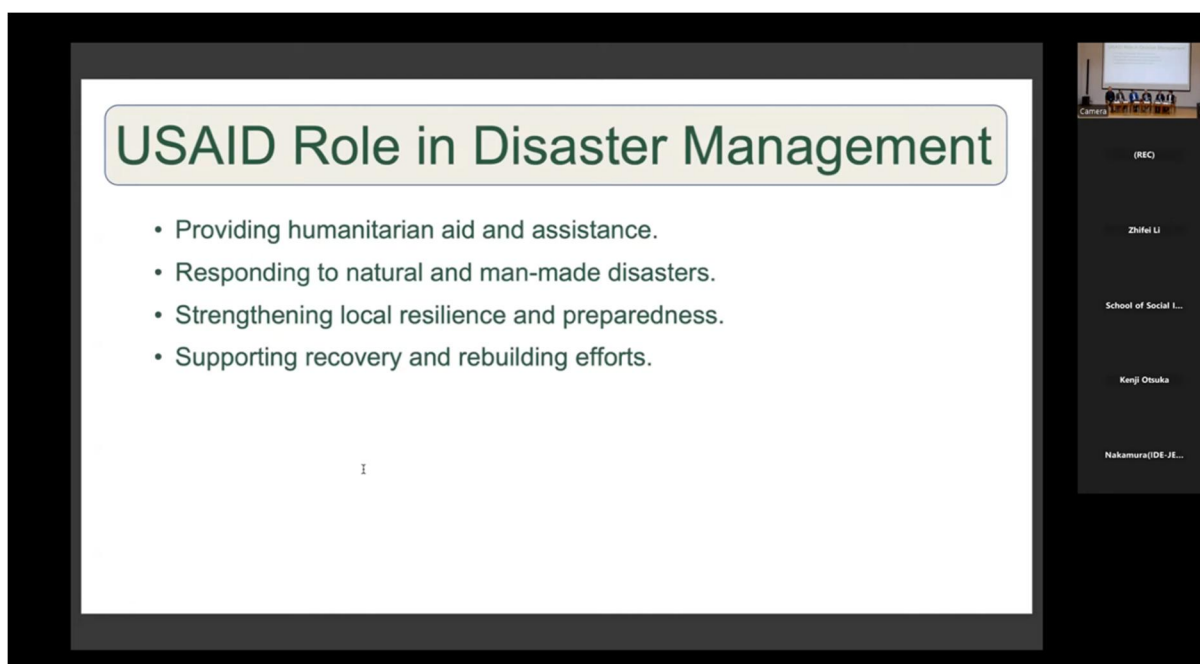 USAID Role in Disaster Management
• Providing humanitarian aid and assistance.
• Responding to natural and man-made disasters.
• Strengthening local resilience and preparedness.
• Supporting recovery and rebuilding efforts.
Camera
(REC)
Zhifei Li
School of Social I...
Kenji Otsuka
Nakamura(IDE-JE...